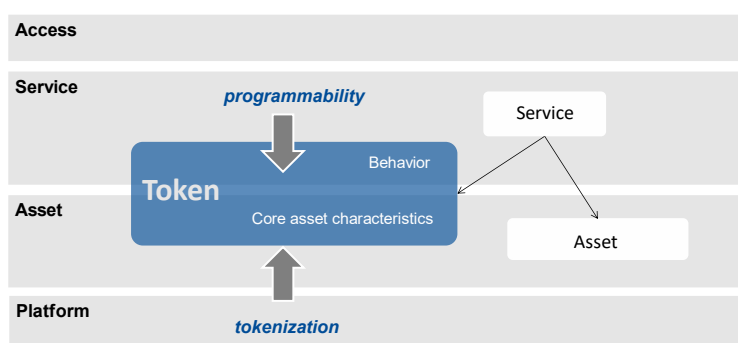 Access
Service
programmability
Service
Behavior
Token
Asset
Core asset characteristics
Asset
Platform
tokenization